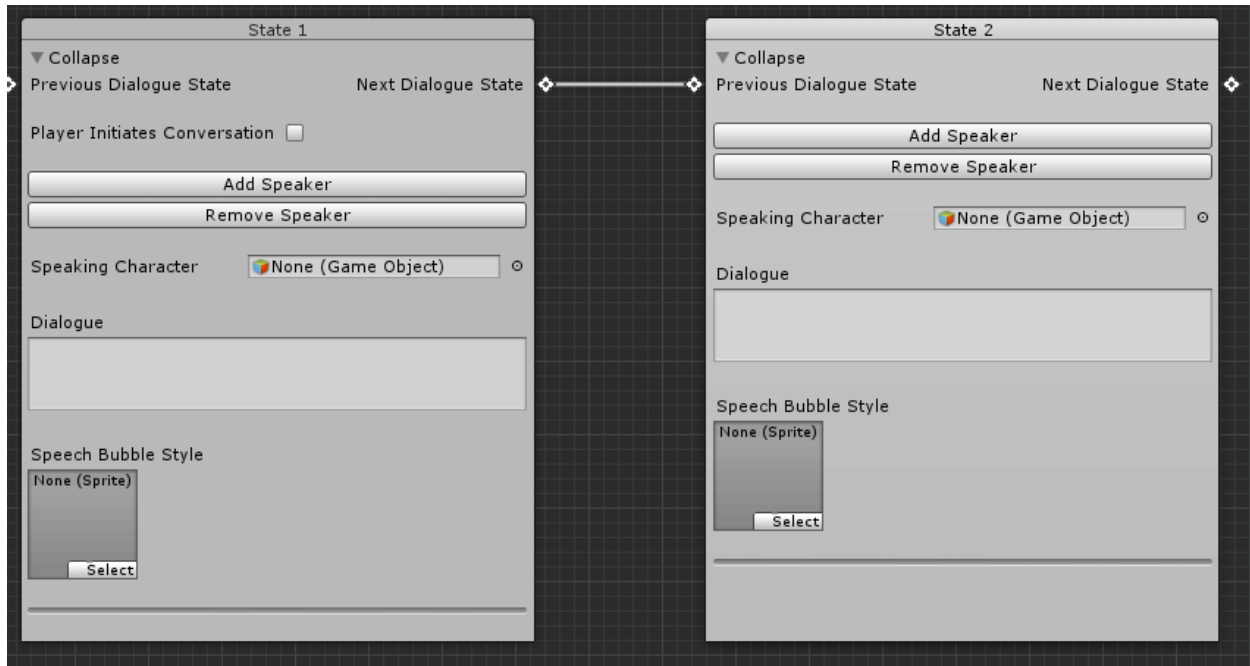 State 1
Collapse
Previous Dialogue State
Next Dialogue State
Player Initiates Conversation
Add Speaker
Remove Speaker
Speaking Character
None (Game Object)
Dialogue
Speech Bubble Style
None (Sprite)
Select
State 2
Collapse
Previous Dialogue State
Next Dialogue State
Add Speaker
Remove Speaker
Speaking Character
None (Game Object)
Dialogue
Speech Bubble Style
None (Sprite)
Select